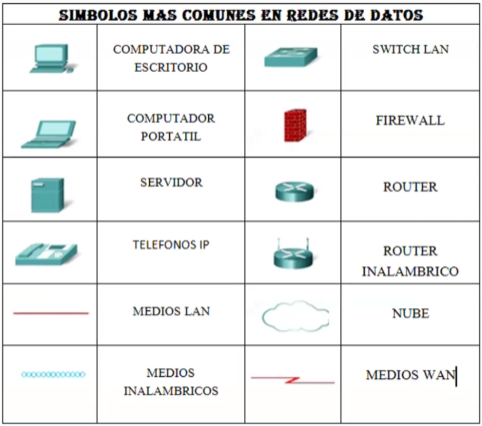 SIMBOLOS MAS COMUNES EN REDES DE DATOS
COMPUTADORA DE
ESCRITORIO
SWITCH LAN
COMPUTADOR
PORTATIL
FIREWALL
SERVIDOR
ROUTER
TELEFONOS IP
ROUTER
INALAMBRICO
MEDIOS LAN
NUBE
MEDIOS
INALAMBRICOS
MEDIOS WAN